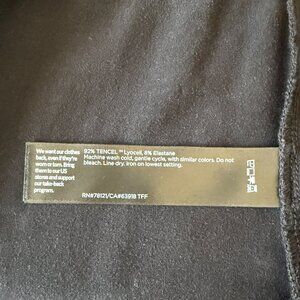 We want our clothes
back, even if they're
worn or torn. Bring
them to our US
stores and support
our take-back
program.
92% TENCEL™ Lyocell, 8% Elastane
Machine wash cold, gentle cycle, with similar colors. Do not
bleach. Line dry. Iron on lowest setting.
RN#78121/CA#63918 TFF